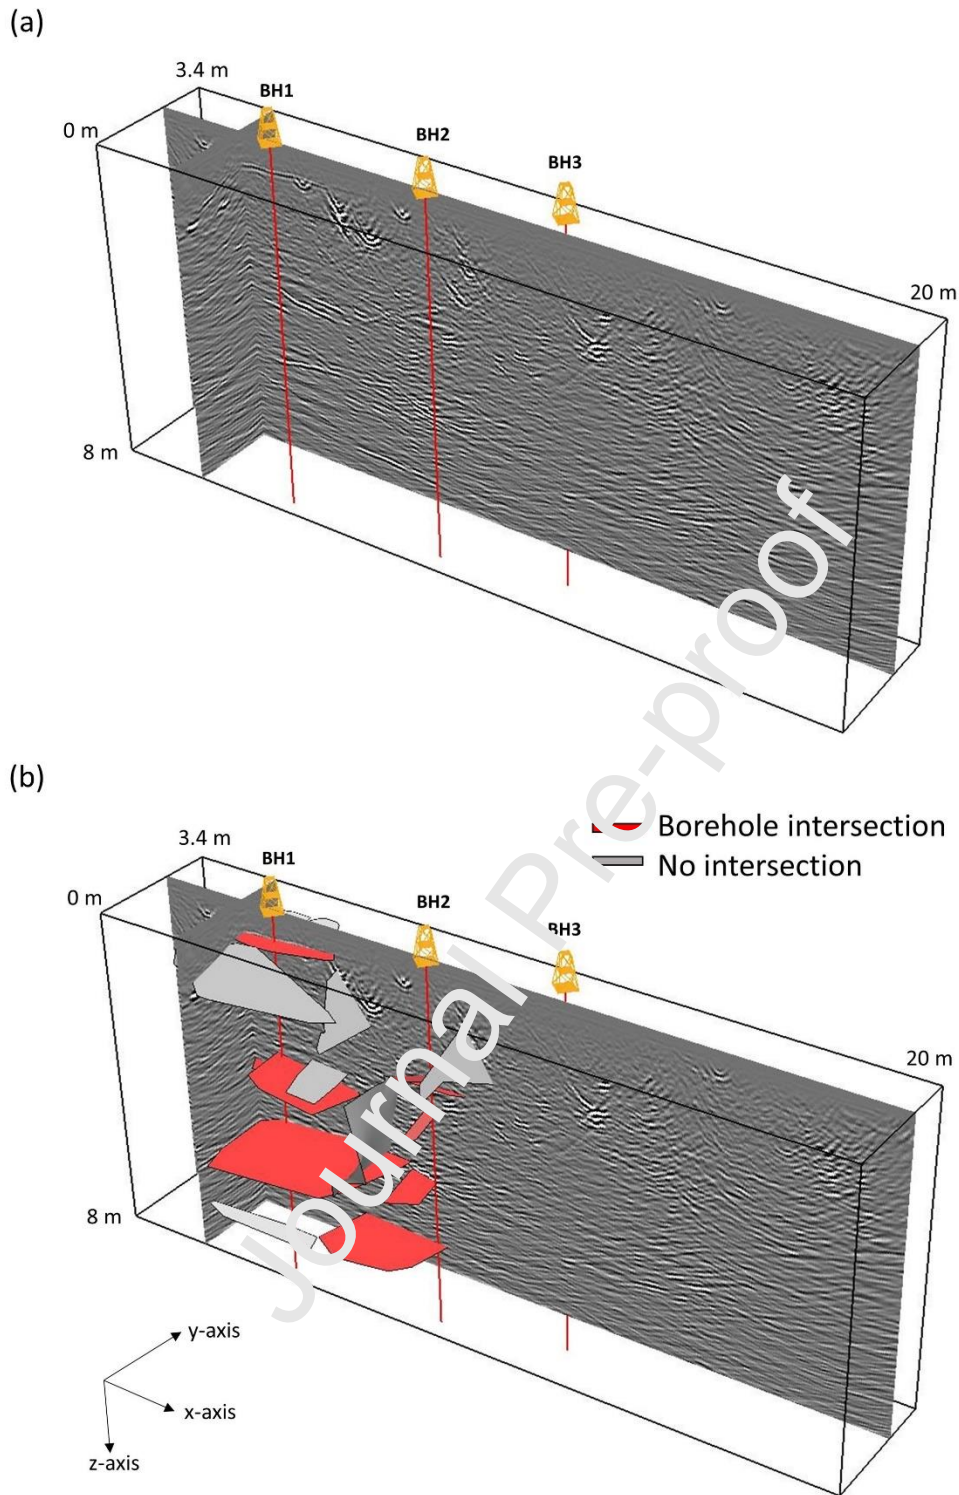 (a)
3.4 m
BH1
0 m
BH2
BH3
20 m
8 m
(b)
Borehole intersection
No intersection
3.4 m
BH1
0 m
BH2
BH3
20 m
8 m
y-axis
x-axis
z-axis
Journal Pre-proof